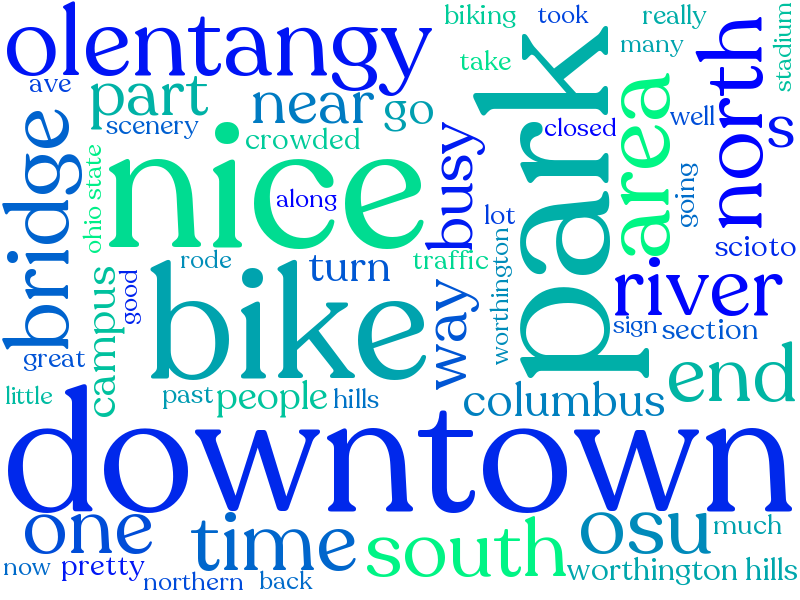 olentangy
biking
took
really
many
stadium
ave
part
near
go
take
north
s
scenery
crowded
closed
well
bridge
ohio state
nice
along
busy
park
area
going
lot
scioto
rode
turn
traffic
worthington
river
campus
good
bike
way
sign
section
great
end
little
past
people
hills
columbus
downtown
one
time
south
osu
much
now
pretty
northern
back
worthington hills